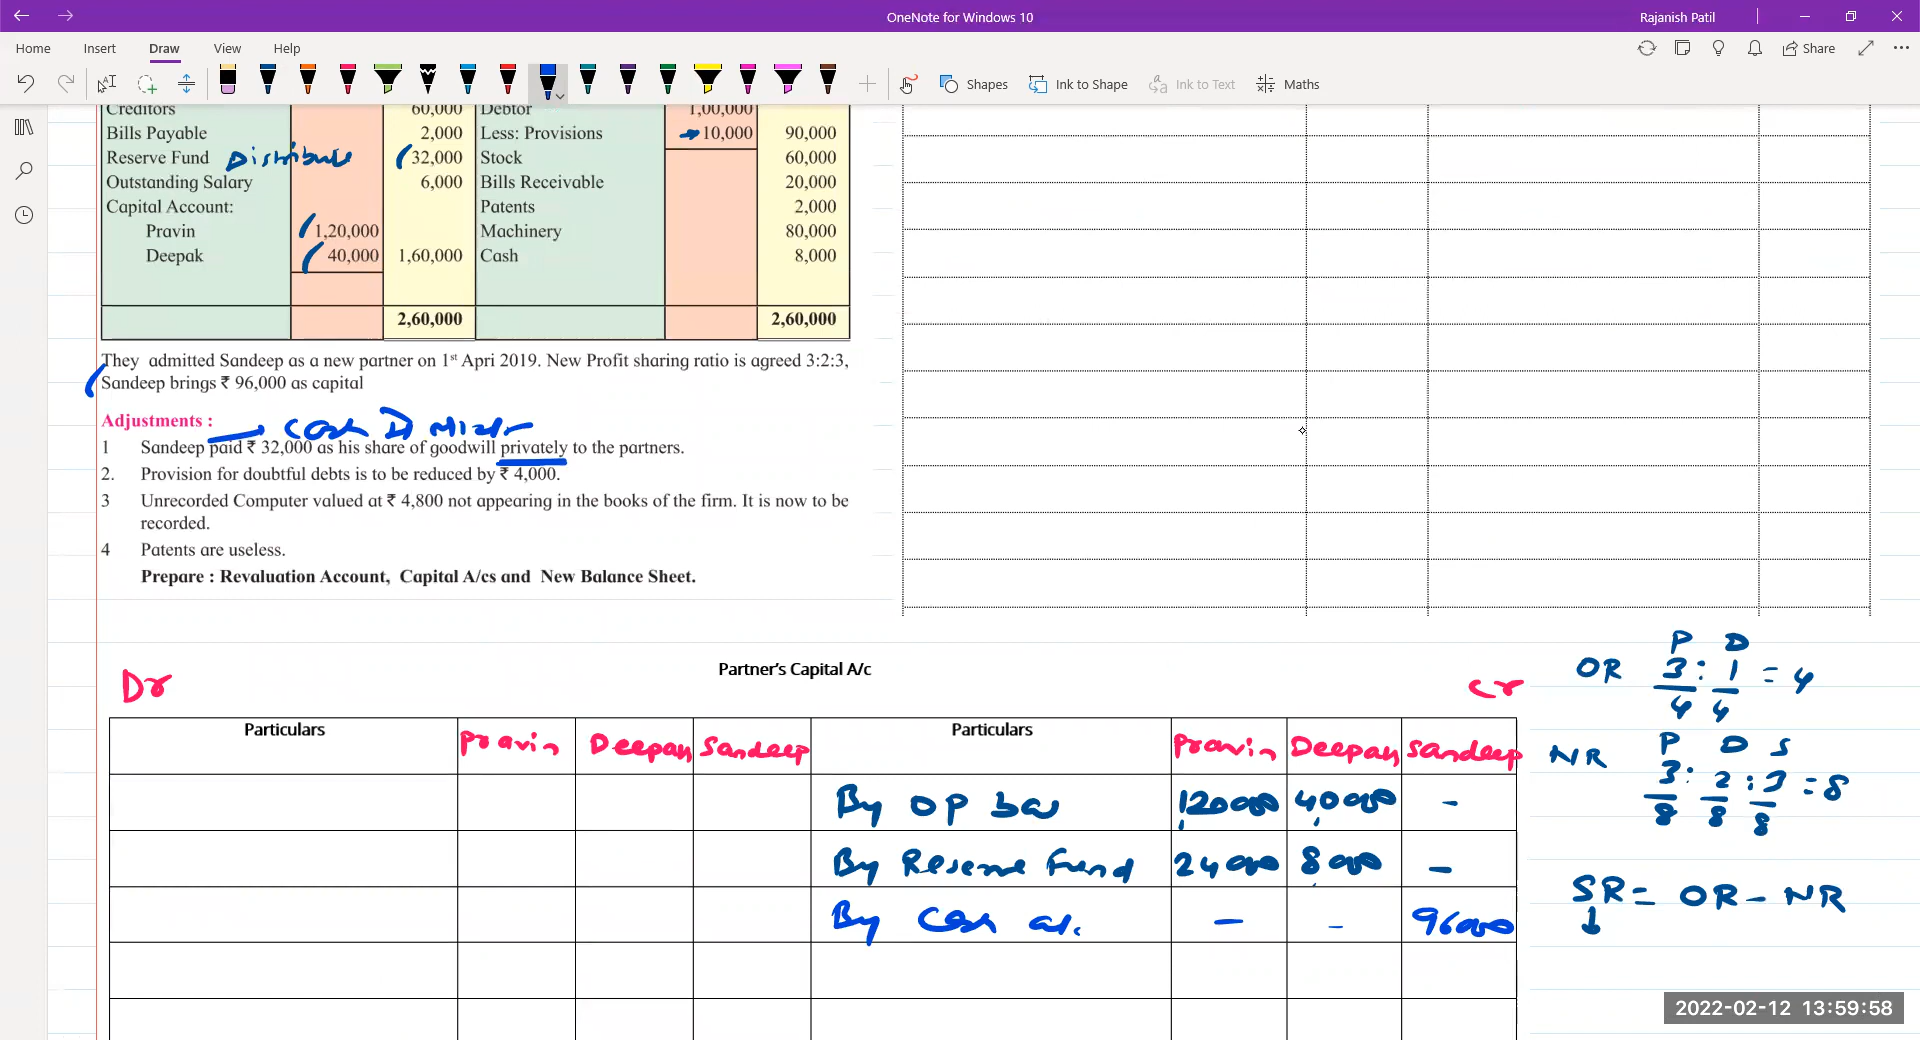 OneNote for Windows 10
Rajanish Patil
Home Insert Draw View Help
Share
Shapes Ink to Shape Ink to Text Maths
Creditors 60,000 Debtor 1,00,000
Bills Payable 2,000 Less: Provisions 10,000 90,000
Reserve Fund Distribute 32,000 Stock 60,000
Outstanding Salary 6,000 Bills Receivable 20,000
Capital Account: Patents 2,000
Pravin 1,20,000 Machinery 80,000
Deepak 40,000 1,60,000 Cash 8,000
2,60,000 2,60,000
They admitted Sandeep as a new partner on 1st Apri 2019. New Profit sharing ratio is agreed 3:2:3,
Sandeep brings ₹ 96,000 as capital
Adjustments :
Cash
1 Sandeep paid ₹ 32,000 as his share of goodwill privately to the partners.
2. Provision for doubtful debts is to be reduced by ₹ 4,000.
3 Unrecorded Computer valued at ₹ 4,800 not appearing in the books of the firm. It is now to be
recorded.
4 Patents are useless.
Prepare : Revaluation Account, Capital A/cs and New Balance Sheet.
Partner's Capital A/c
Dr Cr
Particulars Pravin Deepak Sandeep Particulars Pravin Deepak Sandeep
By OP bal 120000 40000 -
By Reserve Fund 24000 8000 -
By Cash a/c - - 96000
P D
OR 3 : 1 = 4
4 4
P D S
NR 3 : 2 : 3 = 8
8 8 8
SR = OR - NR
2022-02-12 13:59:58